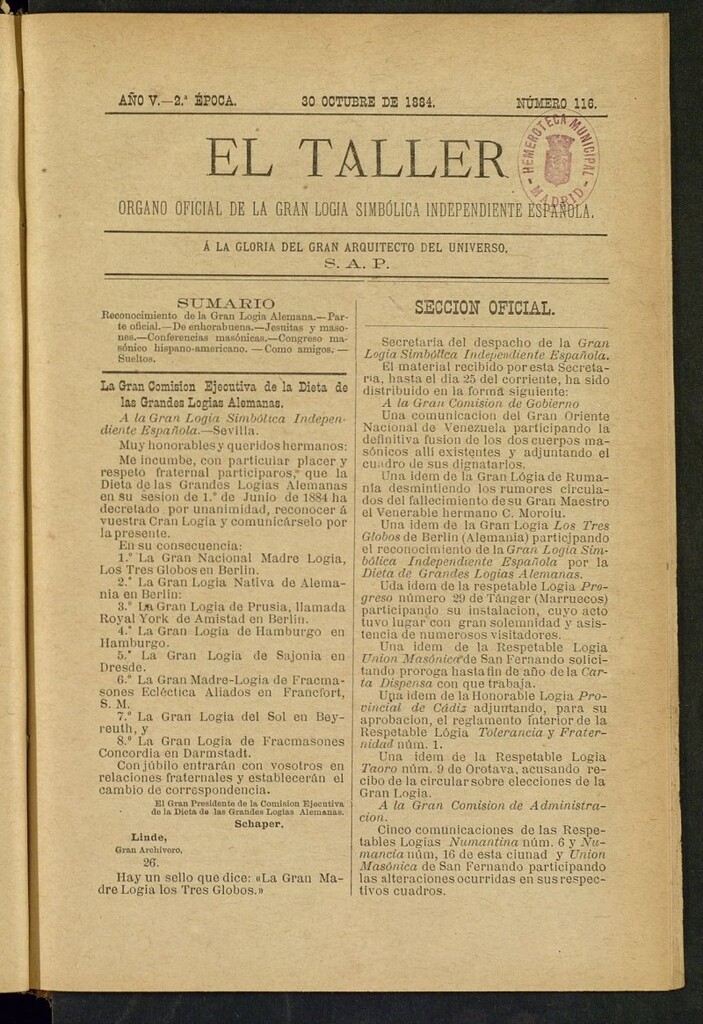 AÑO V.—2.ª ÉPOCA. 30 OCTUBRE DE 1884. NÚMERO 116.
EL TALLER
HEMEROTECA MUNICIPAL
MADRID
ORGANO OFICIAL DE LA GRAN LOGIA SIMBÓLICA INDEPENDIENTE ESPAÑOLA.
Á LA GLORIA DEL GRAN ARQUITECTO DEL UNIVERSO.
S. A. P.
SUMARIO
Reconocimiento de la Gran Logia Alemana.—Par-
te oficial.—De enhorabuena.—Jesuitas y maso-
nes.—Conferencias masónicas.—Congreso ma-
sónico hispano-americano. — Como amigos. —
Sueltos.
La Gran Comision Ejecutiva de la Dieta de
las Grandes Logias Alemanas.
A la Gran Logia Simbólica Indepen-
diente Española.—Sevilla.
Muy honorables y queridos hermanos:
Me incumbe, con particular placer y
respeto fraternal participaros, que la
Dieta de las Grandes Logias Alemanas
en su sesion de 1.º de Junio de 1884 ha
decretado por unanimidad, reconocer á
vuestra Cran Logia y comunicárselo por
la presente.
En su consecuencia:
1.º La Gran Nacional Madre Logia,
Los Tres Globos en Berlin.
2.º La Gran Logia Nativa de Alema-
nia en Berlin:
3.º La Gran Logia de Prusia, llamada
Royal York de Amistad en Berlin.
4.º La Gran Logia de Hamburgo en
Hamburgo.
5.º La Gran Logia de Sajonia en
Dresde.
6.º La Gran Madre-Logia de Fracma-
sones Ecléctica Aliados en Francfort,
S. M.
7.º La Gran Logia del Sol en Bey-
reuth, y
8.º La Gran Logia de Fracmasones
Concordia en Darmstadt.
Con júbilo entrarán con vosotros en
relaciones fraternales y establecerán el
cambio de correspondencia.
El Gran Presidente de la Comision Ejecutiva
de la Dieta de las Grandes Logias Alemanas.
Schaper.
Linde,
Gran Archivero,
26.
Hay un sello que dice: «La Gran Ma-
dre Logia los Tres Globos.»
SECCION OFICIAL.
Secretaria del despacho de la Gran
Logia Simbólica Independiente Española.
El material recibido por esta Secreta-
ria, hasta el dia 25 del corriente, ha sido
distribuido en la forma siguiente:
A la Gran Comision de Gobierno
Una comunicacion del Gran Oriente
Nacional de Venezuela participando la
definitiva fusion de los dos cuerpos ma-
sónicos allí existentes y adjuntando el
cuadro de sus dignatarios.
Una idem de la Gran Lógia de Ruma-
nia desmintiendo los rumores circula-
dos del fallecimiento de su Gran Maestro
el Venerable hermano C. Moroiu.
Una idem de la Gran Logia Los Tres
Globos de Berlin (Alemania) participando
el reconocimiento de la Gran Logia Sim-
bólica Independiente Española por la
Dieta de Grandes Logias Alemanas.
Uda idem de la respetable Logia Pro-
greso número 29 de Tánger (Marruecos)
participando su instalacion, cuyo acto
tuvo lugar con gran solemnidad y asis-
tencia de numerosos visitadores.
Una idem de la Respetable Logia
Union Masónica de San Fernando solici-
tando proroga hasta fin de año de la Car-
ta Dispensa con que trabaja.
Una idem de la Honorable Logia Pro-
vincial de Cádiz adjuntando, para su
aprobacion, el reglamento interior de la
Respetable Lógia Tolerancia y Frater-
nidad núm. 1.
Una idem de la Respetable Logia
Taoro núm. 9 de Orotava, acusando re-
cibo de la circular sobre elecciones de la
Gran Logia.
A la Gran Comision de Administra-
cion.
Cinco comunicaciones de las Respe-
tables Logias Numantina núm. 6 y Nu-
mancia núm, 16 de esta ciudad y Union
Masónica de San Fernando participando
las alteraciones ocurridas en sus respec-
tivos cuadros.